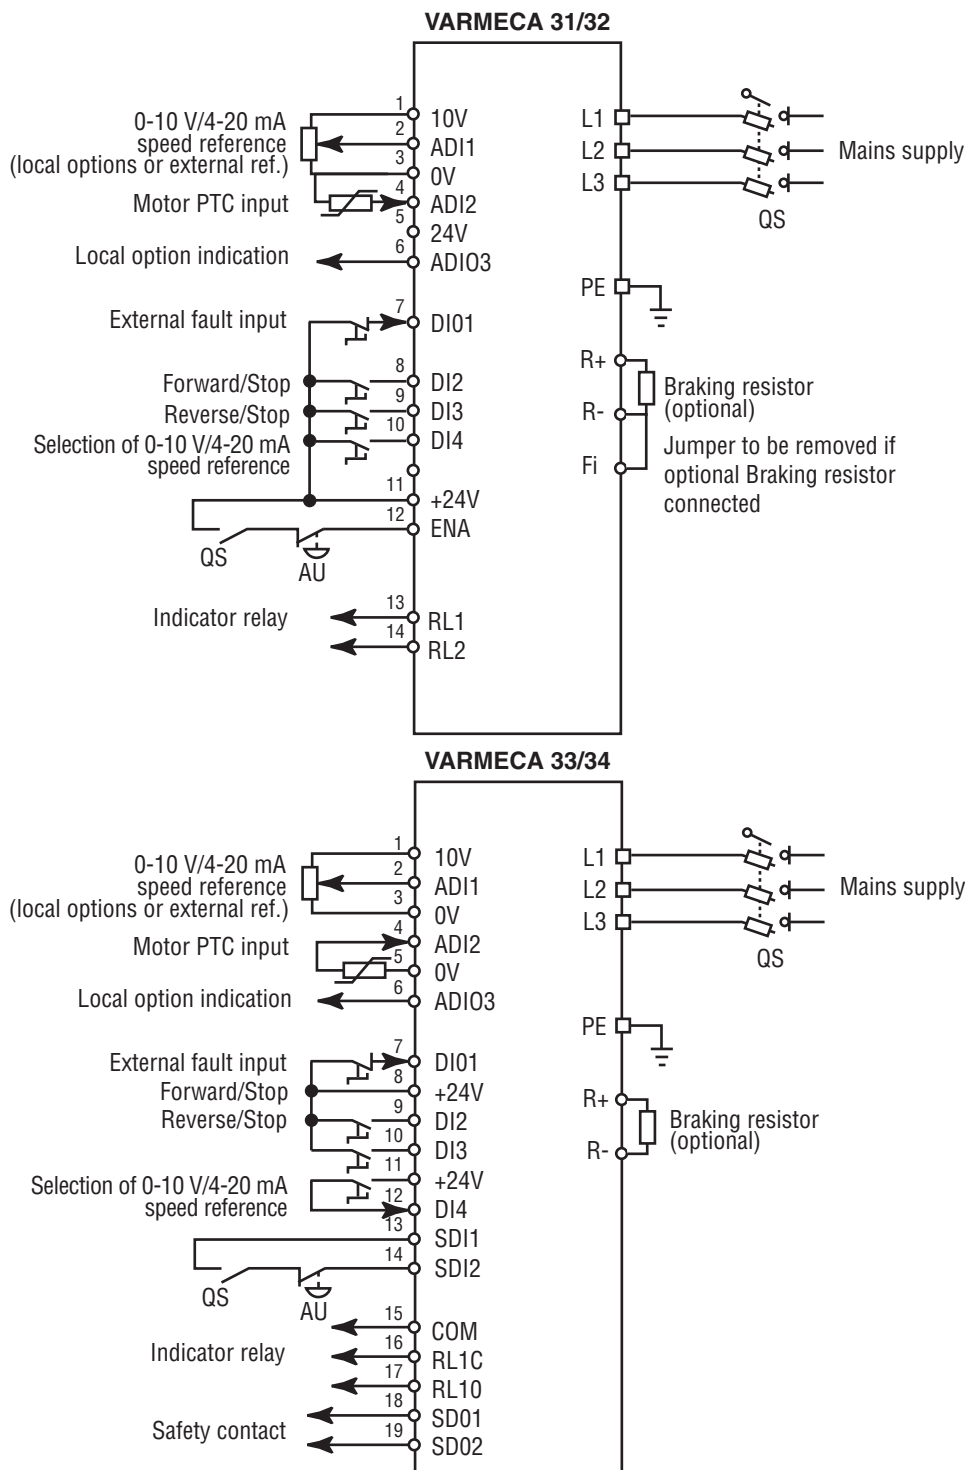 VARMECA 31/32
0-10 V/4-20 mA
speed reference
(local options or external ref.)
Motor PTC input
Local option indication
External fault input
Forward/Stop
Reverse/Stop
Selection of 0-10 V/4-20 mA
speed reference
QS
AU
Indicator relay
1 10V
2 ADI1
3 0V
4 ADI2
5 24V
6 ADIO3
7 DI01
8 DI2
9 DI3
10 DI4
11 +24V
12 ENA
13 RL1
14 RL2
L1
L2
L3
Mains supply
QS
PE
R+
R-
Fi
Braking resistor
(optional)
Jumper to be removed if
optional Braking resistor
connected
VARMECA 33/34
0-10 V/4-20 mA
speed reference
(local options or external ref.)
Motor PTC input
Local option indication
External fault input
Forward/Stop
Reverse/Stop
Selection of 0-10 V/4-20 mA
speed reference
QS
AU
Indicator relay
Safety contact
1 10V
2 ADI1
3 0V
4 ADI2
5 0V
6 ADIO3
7 DI01
8 +24V
9 DI2
10 DI3
11 +24V
12 DI4
13 SDI1
14 SDI2
15 COM
16 RL1C
17 RL10
18 SD01
19 SD02
L1
L2
L3
Mains supply
QS
PE
R+
R-
Braking resistor
(optional)